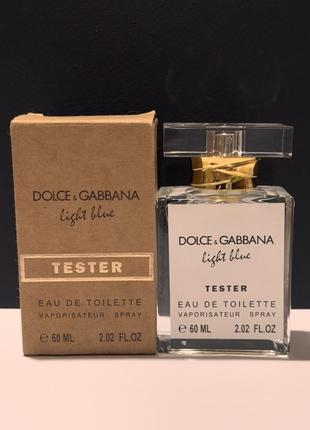 DOLCE & GABBANA
light blue
TESTER
EAU DE TOILETTE
VAPORISATEUR SPRAY
℮ 60 ML 2.02 FL.OZ
DOLCE & GABBANA
light blue
TESTER
EAU DE TOILETTE
VAPORISATEUR SPRAY
℮ 60 ML 2.02 FL.OZ